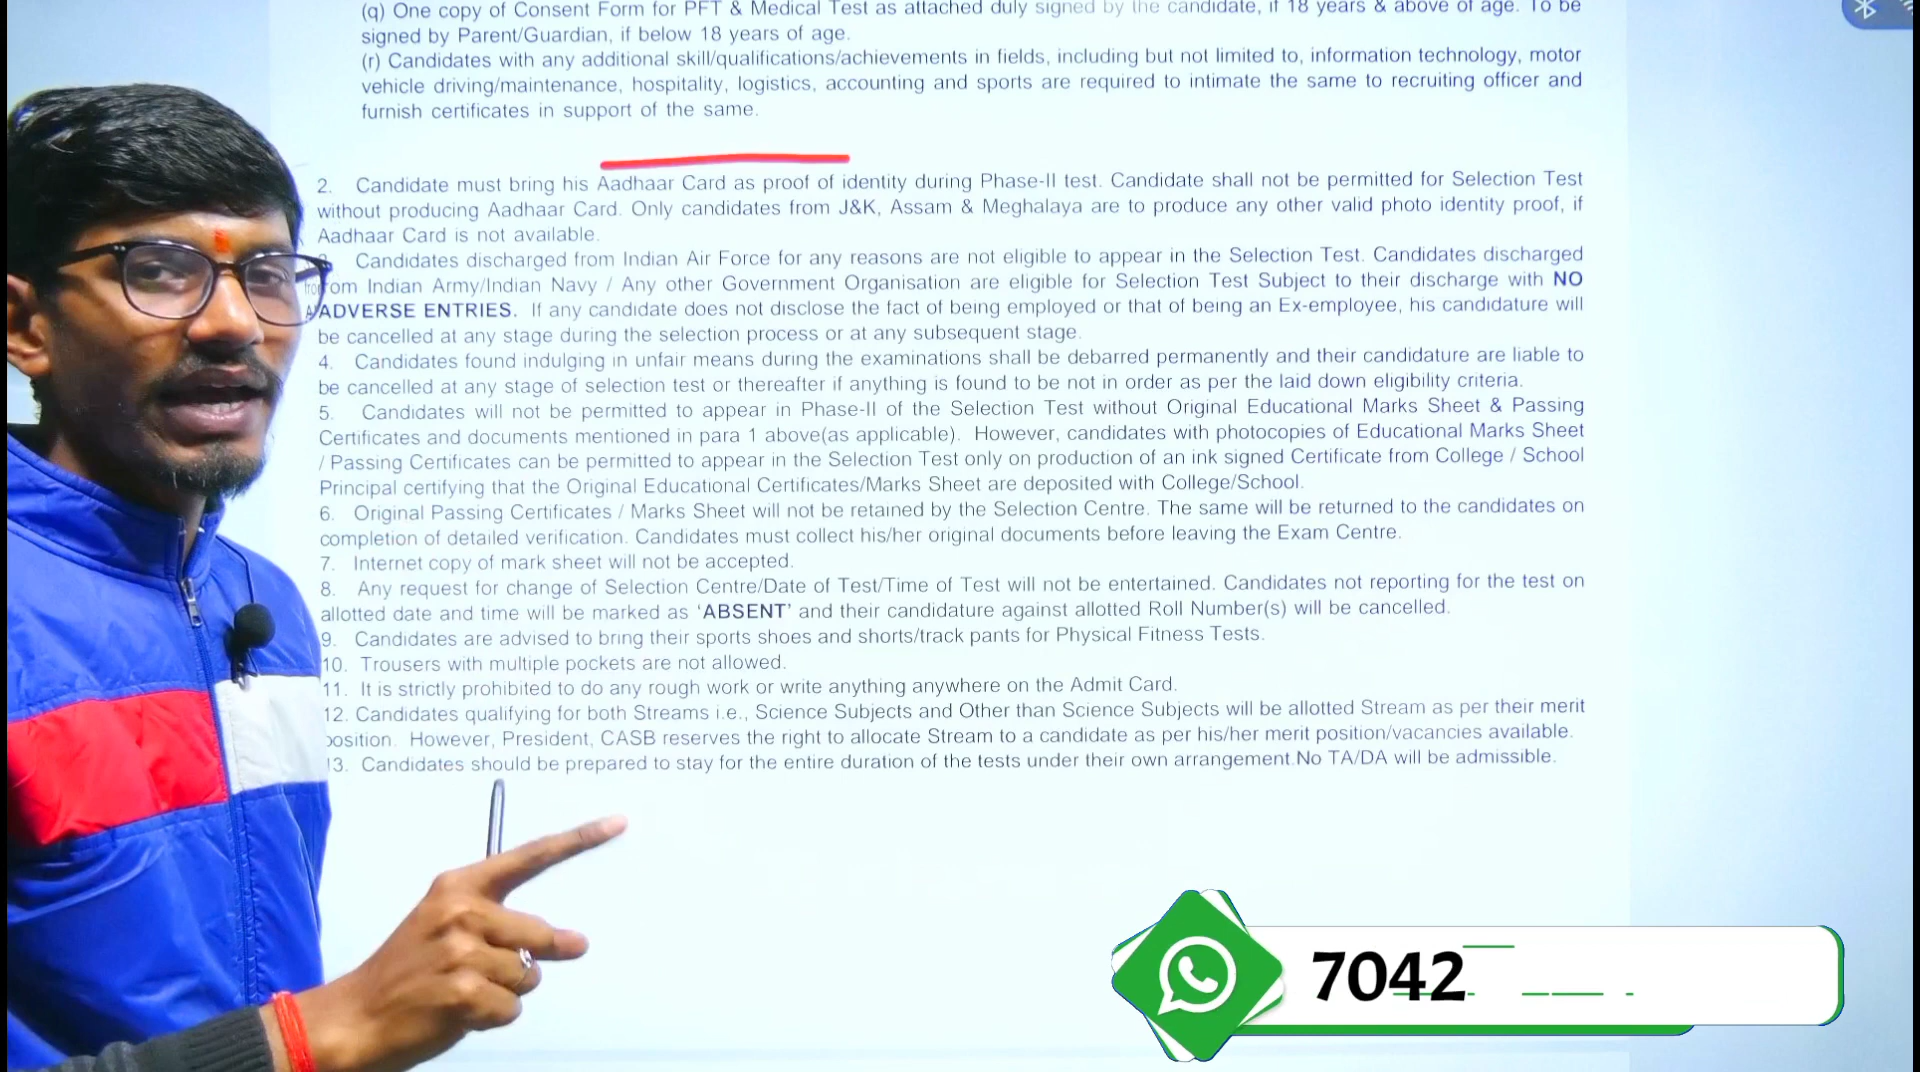 (q) One copy of Consent Form for PFT & Medical Test as attached duly signed by the candidate, if 18 years & above of age. To be
signed by Parent/Guardian, if below 18 years of age.
(r) Candidates with any additional skill/qualifications/achievements in fields, including but not limited to, information technology, motor
vehicle driving/maintenance, hospitality, logistics, accounting and sports are required to intimate the same to recruiting officer and
furnish certificates in support of the same.
2. Candidate must bring his Aadhaar Card as proof of identity during Phase-II test. Candidate shall not be permitted for Selection Test
without producing Aadhaar Card. Only candidates from J&K, Assam & Meghalaya are to produce any other valid photo identity proof, if
Aadhaar Card is not available.
Candidates discharged from Indian Air Force for any reasons are not eligible to appear in the Selection Test. Candidates discharged
from Indian Army/Indian Navy / Any other Government Organisation are eligible for Selection Test Subject to their discharge with NO
ADVERSE ENTRIES. If any candidate does not disclose the fact of being employed or that of being an Ex-employee, his candidature will
be cancelled at any stage during the selection process or at any subsequent stage.
4. Candidates found indulging in unfair means during the examinations shall be debarred permanently and their candidature are liable to
be cancelled at any stage of selection test or thereafter if anything is found to be not in order as per the laid down eligibility criteria.
5. Candidates will not be permitted to appear in Phase-II of the Selection Test without Original Educational Marks Sheet & Passing
Certificates and documents mentioned in para 1 above(as applicable). However, candidates with photocopies of Educational Marks Sheet
/ Passing Certificates can be permitted to appear in the Selection Test only on production of an ink signed Certificate from College / School
Principal certifying that the Original Educational Certificates/Marks Sheet are deposited with College/School.
6. Original Passing Certificates / Marks Sheet will not be retained by the Selection Centre. The same will be returned to the candidates on
completion of detailed verification. Candidates must collect his/her original documents before leaving the Exam Centre.
7. Internet copy of mark sheet will not be accepted.
8. Any request for change of Selection Centre/Date of Test/Time of Test will not be entertained. Candidates not reporting for the test on
allotted date and time will be marked as ‘ABSENT’ and their candidature against allotted Roll Number(s) will be cancelled.
9. Candidates are advised to bring their sports shoes and shorts/track pants for Physical Fitness Tests.
10. Trousers with multiple pockets are not allowed.
11. It is strictly prohibited to do any rough work or write anything anywhere on the Admit Card.
12. Candidates qualifying for both Streams i.e., Science Subjects and Other than Science Subjects will be allotted Stream as per their merit
position. However, President, CASB reserves the right to allocate Stream to a candidate as per his/her merit position/vacancies available.
13. Candidates should be prepared to stay for the entire duration of the tests under their own arrangement.No TA/DA will be admissible.
7042